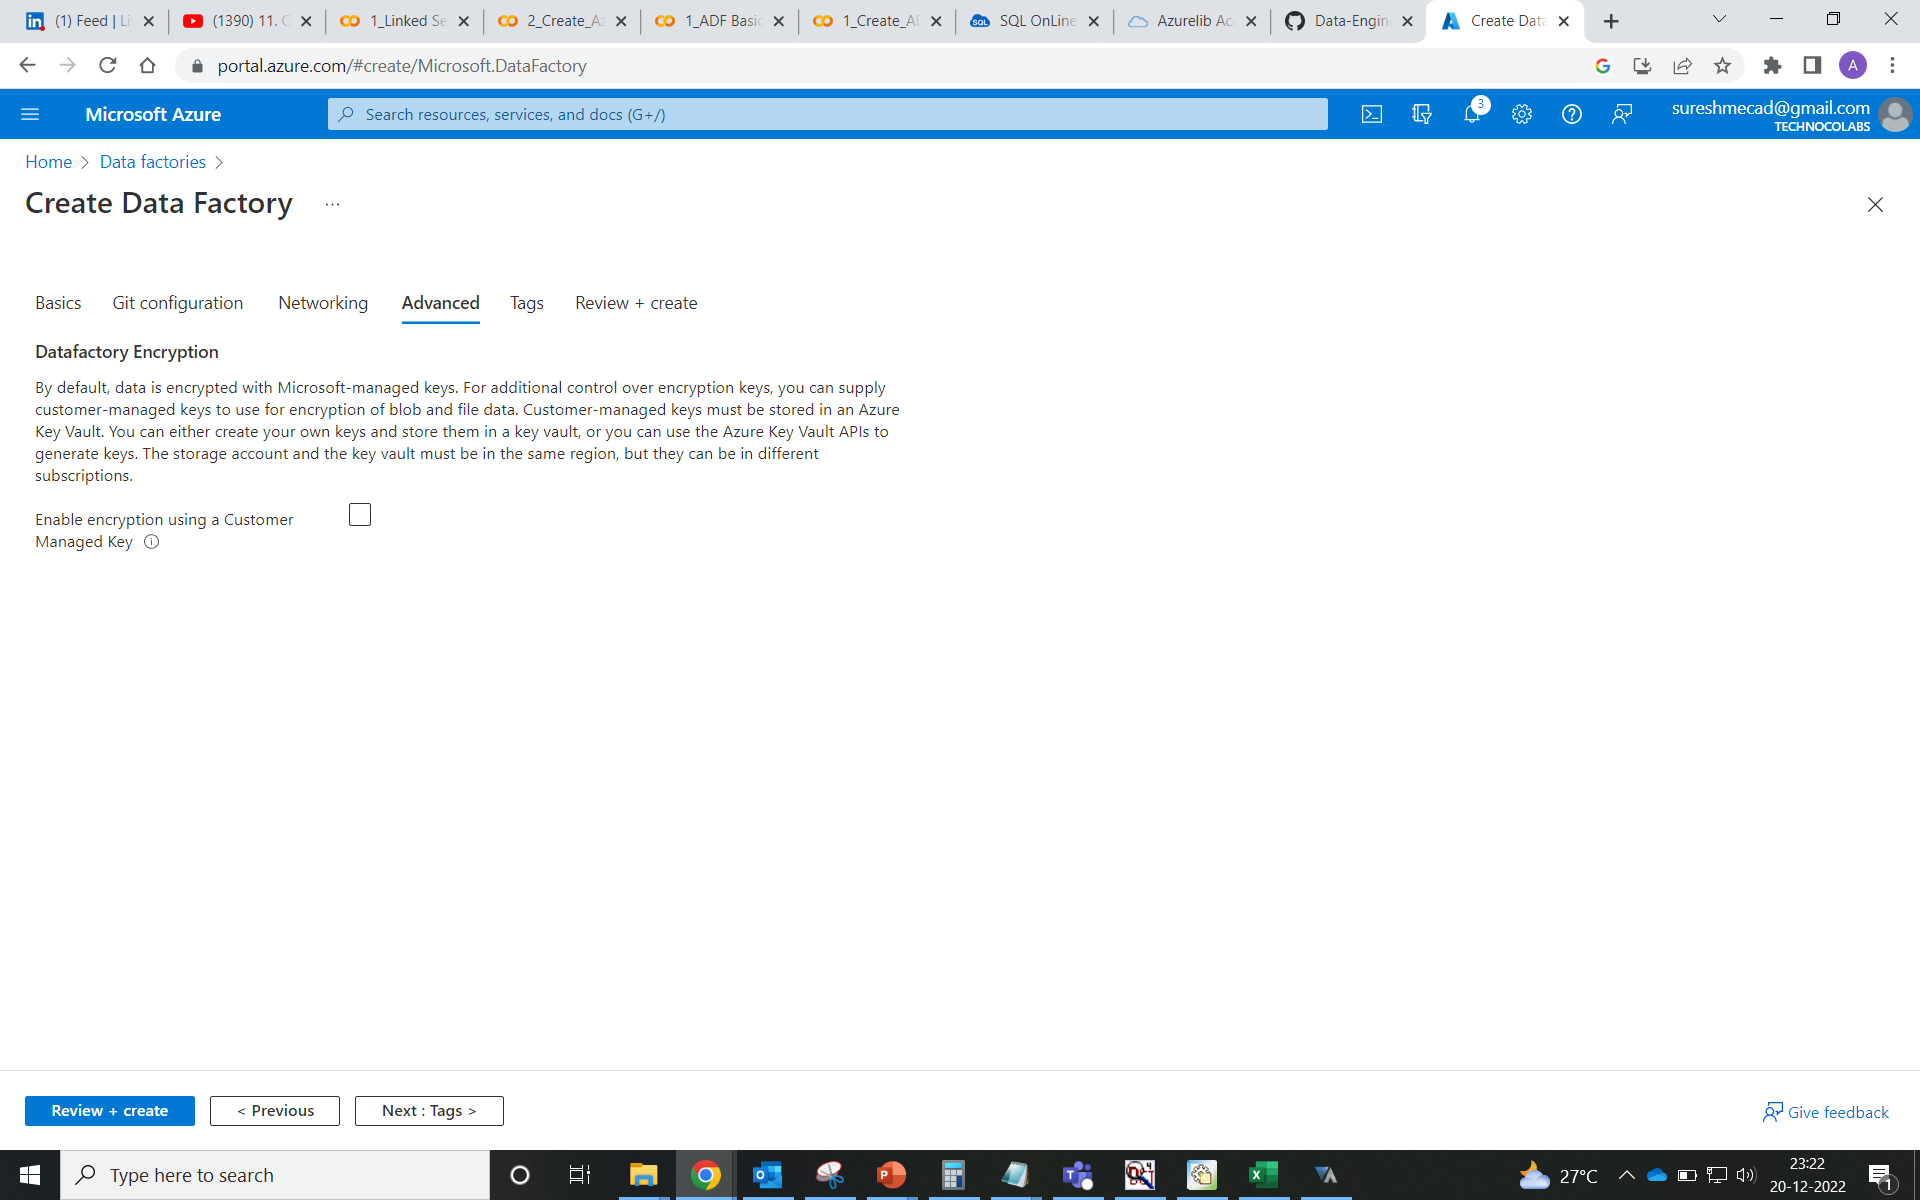 (1) Feed | Li
(1390) 11. G
1_Linked Se
2_Create_Az
1_ADF Basic
1_Create_AD
SQL OnLine
Azurelib Aca
Data-Engine
Create Data
portal.azure.com/#create/Microsoft.DataFactory
A
Microsoft Azure
Search resources, services, and docs (G+/)
3
sureshmecad@gmail.com
TECHNOCOLABS
Home > Data factories >
Create Data Factory ...
Basics Git configuration Networking Advanced Tags Review + create
Datafactory Encryption
By default, data is encrypted with Microsoft-managed keys. For additional control over encryption keys, you can supply
customer-managed keys to use for encryption of blob and file data. Customer-managed keys must be stored in an Azure
Key Vault. You can either create your own keys and store them in a key vault, or you can use the Azure Key Vault APIs to
generate keys. The storage account and the key vault must be in the same region, but they can be in different
subscriptions.
Enable encryption using a Customer
Managed Key
Review + create
< Previous
Next : Tags >
Give feedback
Type here to search
27°C
23:22
20-12-2022
1